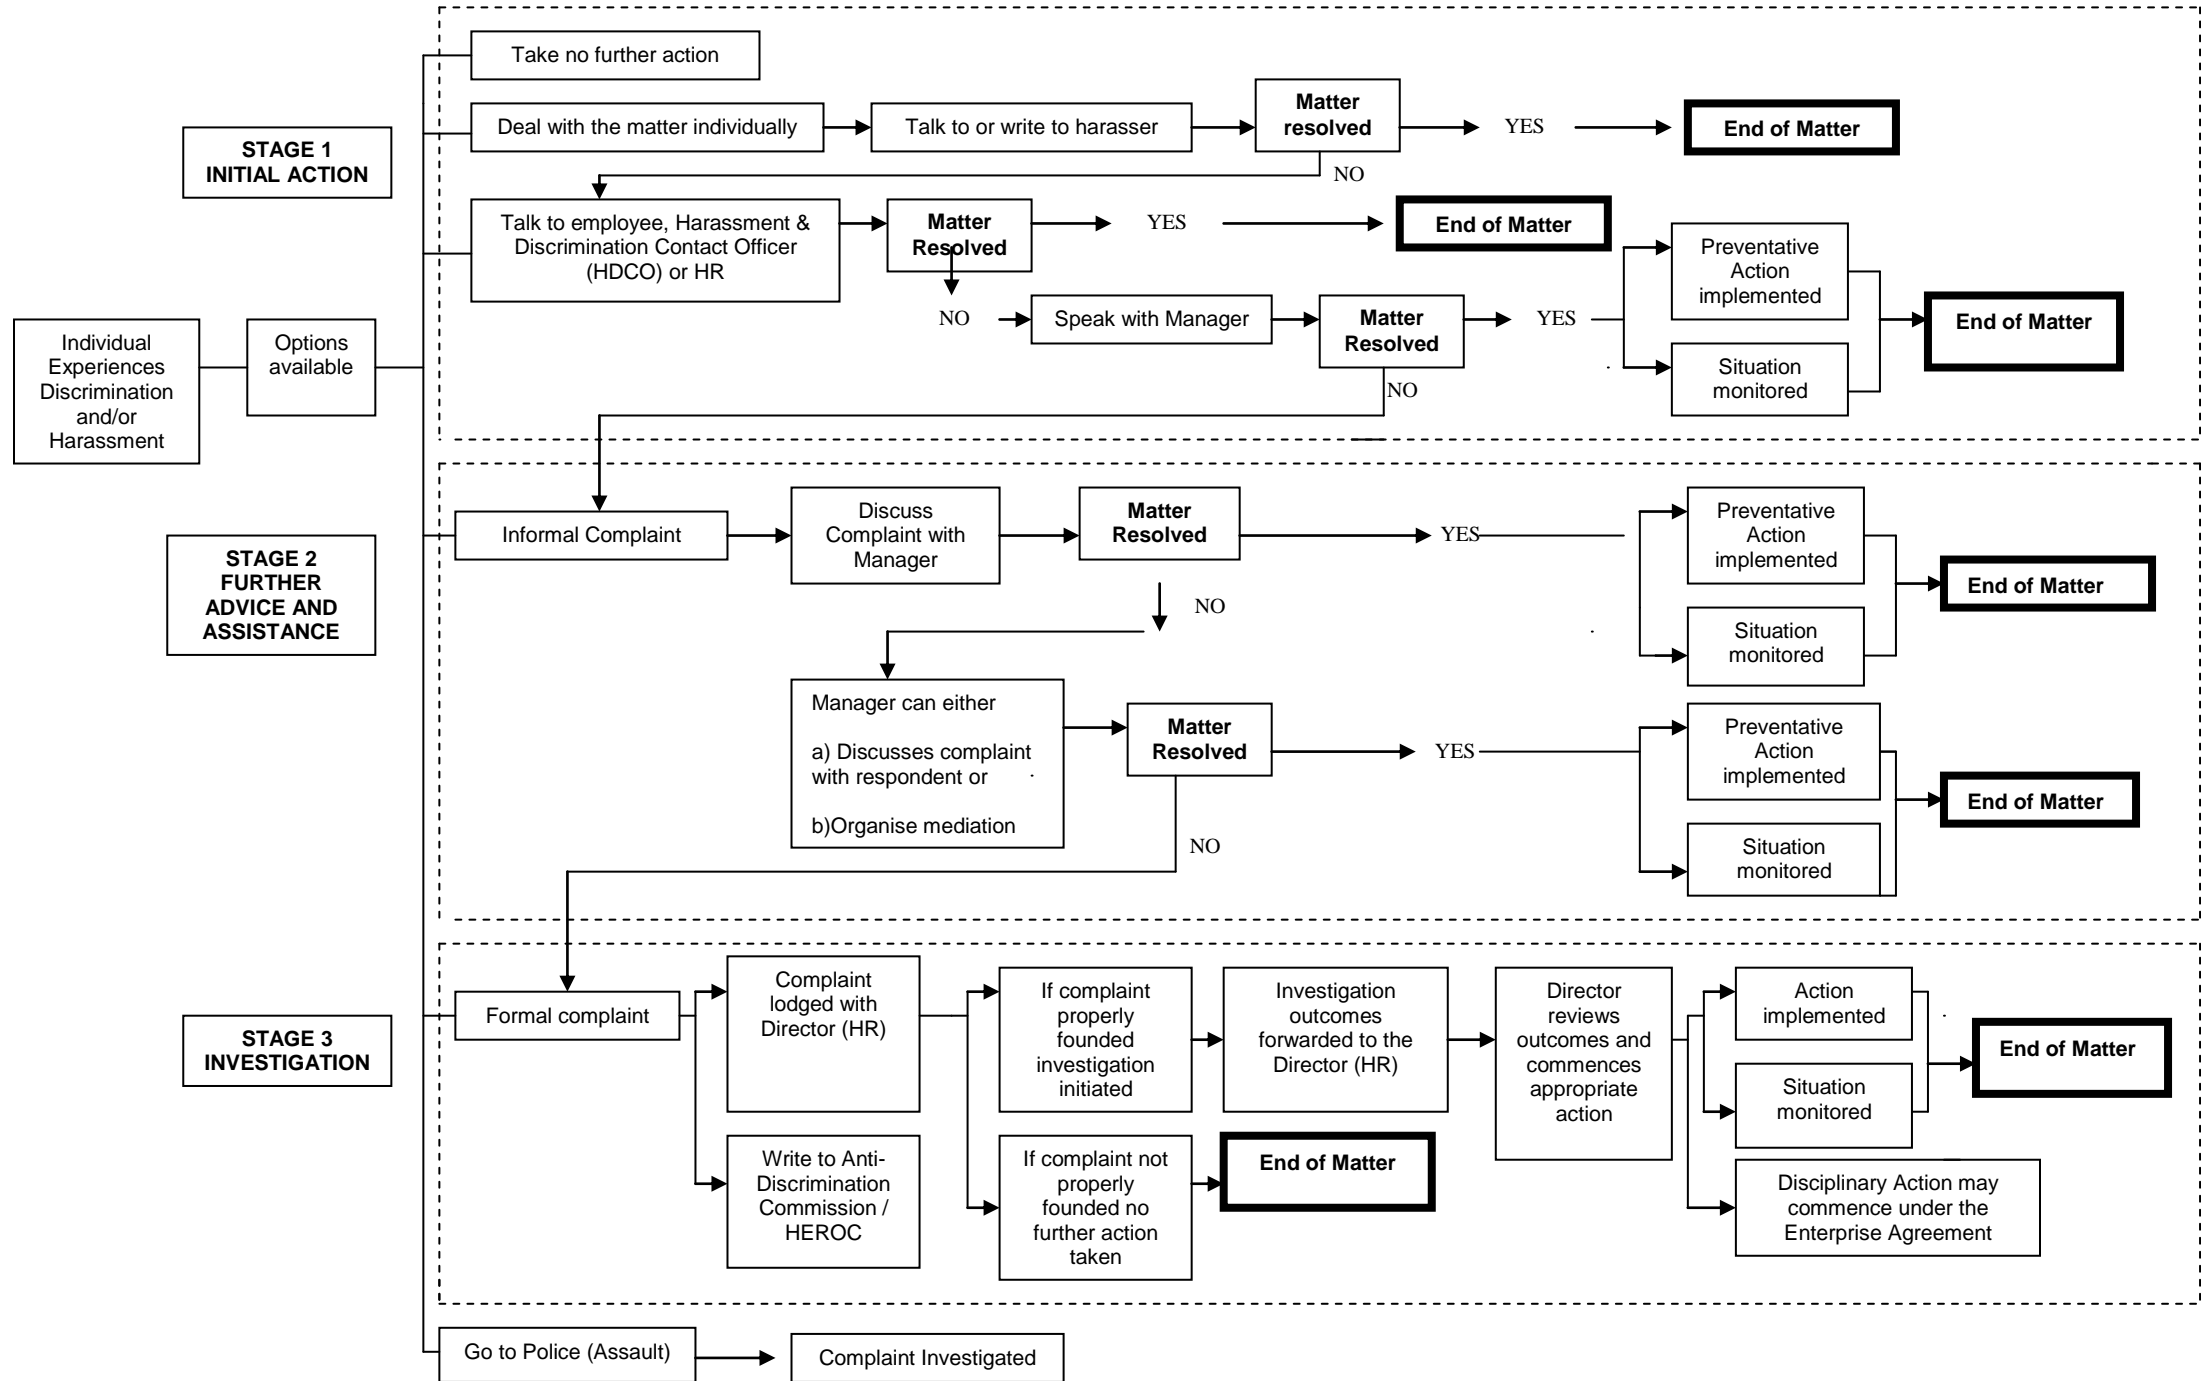 Take no further action
Deal with the matter individually
Talk to or write to harasser
Matter
resolved
YES
End of Matter
STAGE 1
INITIAL ACTION
NO
Talk to employee, Harassment &
Discrimination Contact Officer
(HDCO) or HR
Matter
Resolved
YES
End of Matter
NO
Speak with Manager
Matter
Resolved
YES
Preventative
Action
implemented
Situation
monitored
End of Matter
NO
Individual
Experiences
Discrimination
and/or
Harassment
Options
available
STAGE 2
FURTHER
ADVICE AND
ASSISTANCE
Informal Complaint
Discuss
Complaint with
Manager
Matter
Resolved
YES
Preventative
Action
implemented
Situation
monitored
End of Matter
NO
Manager can either
a) Discusses complaint
with respondent or
b)Organise mediation
Matter
Resolved
YES
Preventative
Action
implemented
Situation
monitored
End of Matter
NO
STAGE 3
INVESTIGATION
Formal complaint
Complaint
lodged with
Director (HR)
If complaint
properly
founded
investigation
initiated
Investigation
outcomes
forwarded to the
Director (HR)
Director
reviews
outcomes and
commences
appropriate
action
Action
implemented
Situation
monitored
End of Matter
Write to Anti-
Discrimination
Commission /
HEROC
If complaint not
properly
founded no
further action
taken
End of Matter
Disciplinary Action may
commence under the
Enterprise Agreement
Go to Police (Assault)
Complaint Investigated